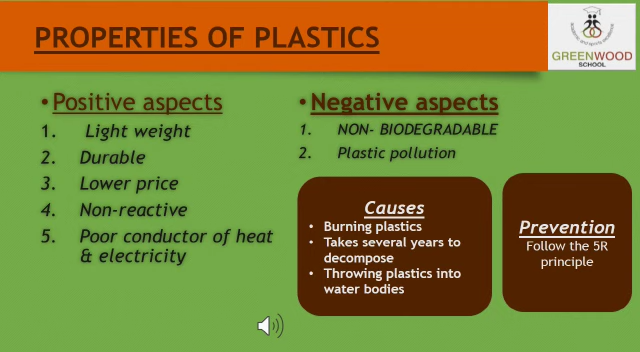 PROPERTIES OF PLASTICS
GREENWOOD
SCHOOL
• Positive aspects
1. Light weight
2. Durable
3. Lower price
4. Non-reactive
5. Poor conductor of heat
& electricity
• Negative aspects
1. NON- BIODEGRADABLE
2. Plastic pollution
Causes
• Burning plastics
• Takes several years to
decompose
• Throwing plastics into
water bodies
Prevention
Follow the 5R
principle